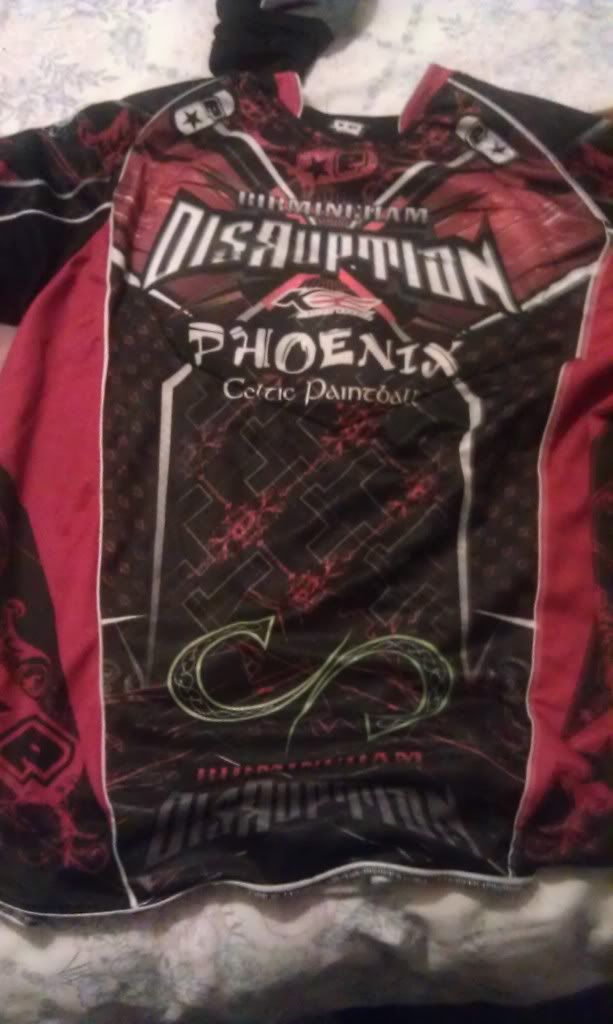 BIRMINGHAM
DISRUPTION
PHOENIX
Celtic Paintball
BIRMINGHAM
DISRUPTION